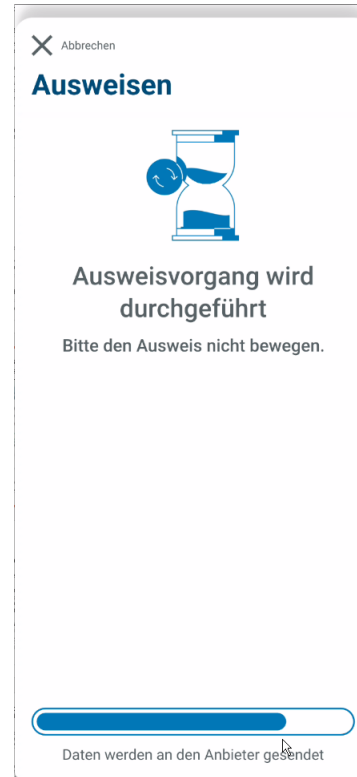 Abbrechen
Ausweisen
Ausweisvorgang wird
durchgeführt
Bitte den Ausweis nicht bewegen.
Daten werden an den Anbieter gesendet